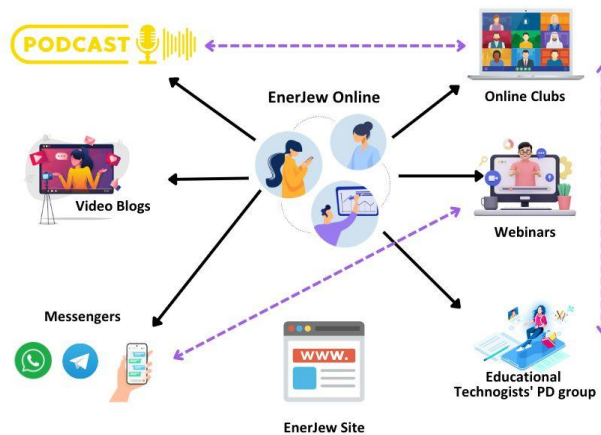 PODCAST
EnerJew Online
Online Clubs
Video Blogs
Webinars
Messengers
WWW.
Educational
Technogists' PD group
EnerJew Site